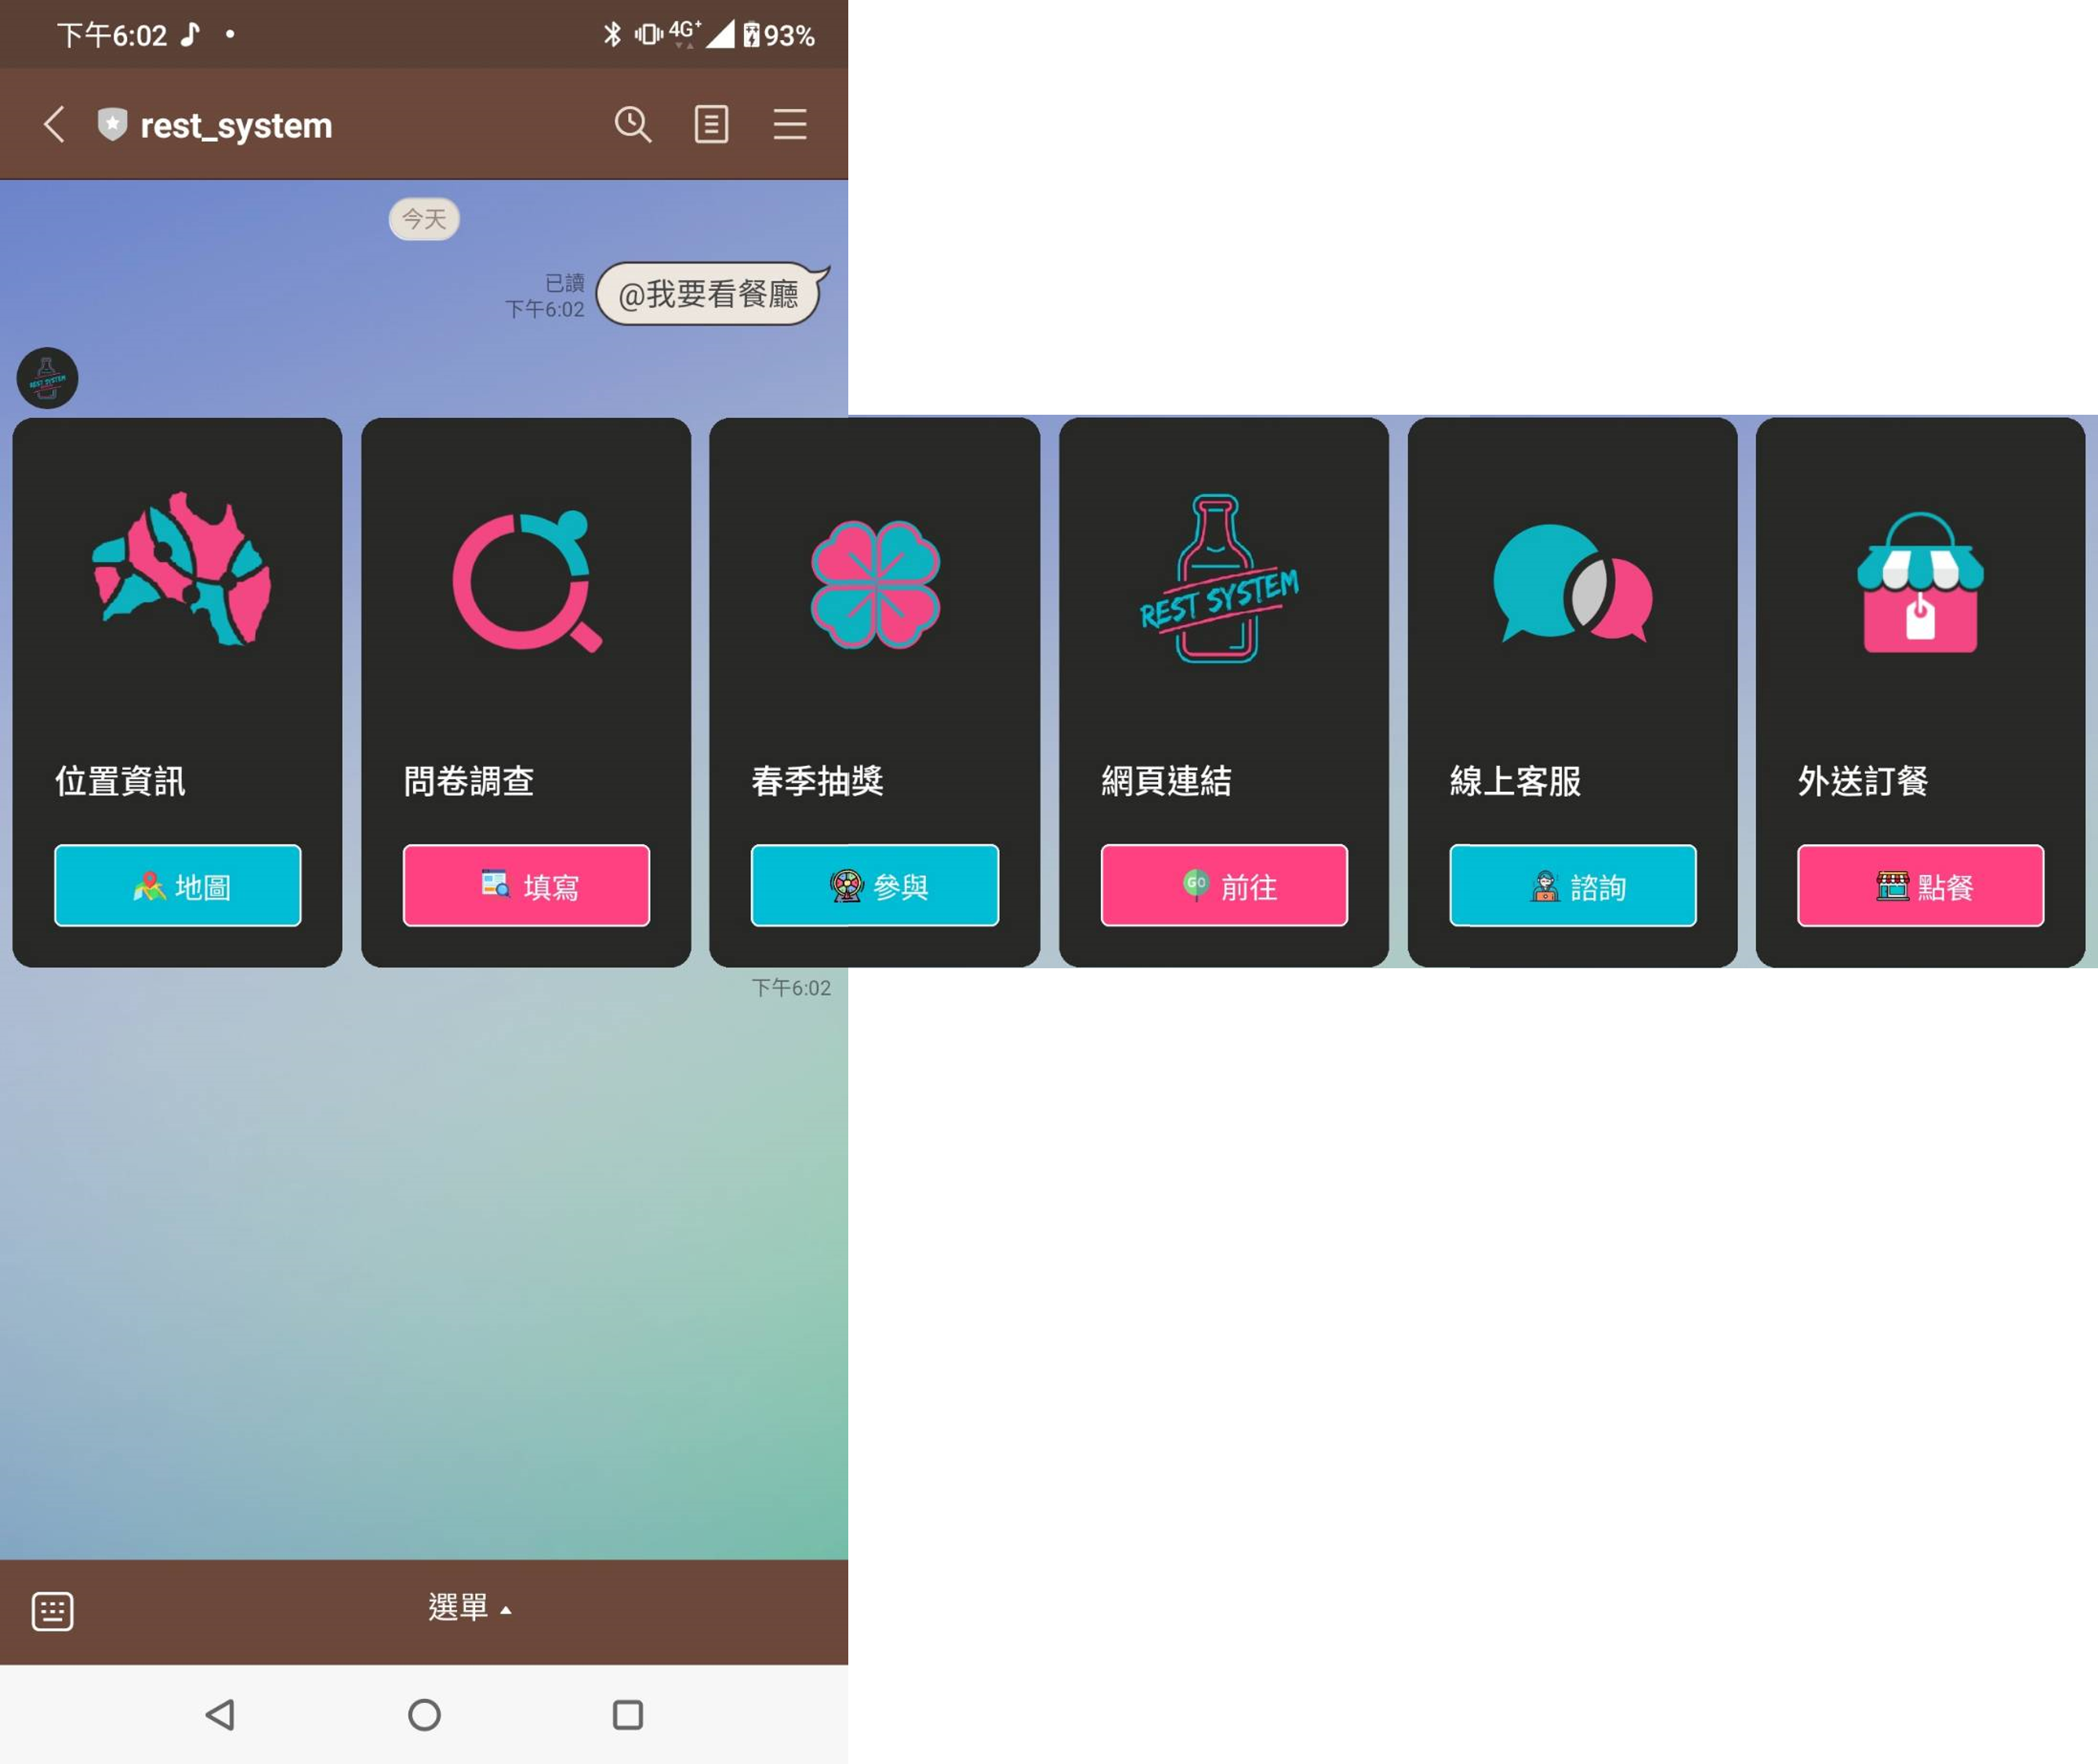 下午6:02
4G+
93%
rest_system
今天
已讀
下午6:02
@我要看餐廳
REST SYSTEM
REST SYSTEM
位置資訊
地圖
問卷調查
填寫
春季抽獎
參與
網頁連結
GO 前往
線上客服
諮詢
外送訂餐
點餐
下午6:02
選單